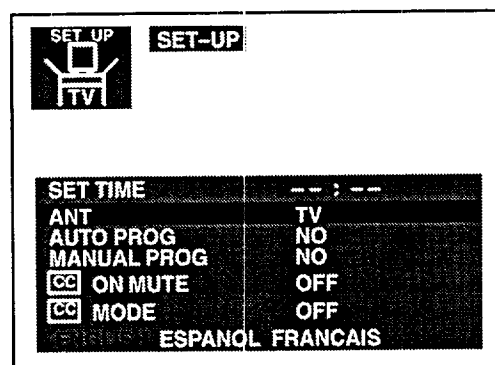 SET UP
SET-UP
TV
SET TIME --:--
ANT TV
AUTO PROG NO
MANUAL PROG NO
CC ON MUTE OFF
CC MODE OFF
ESPANOL FRANCAIS